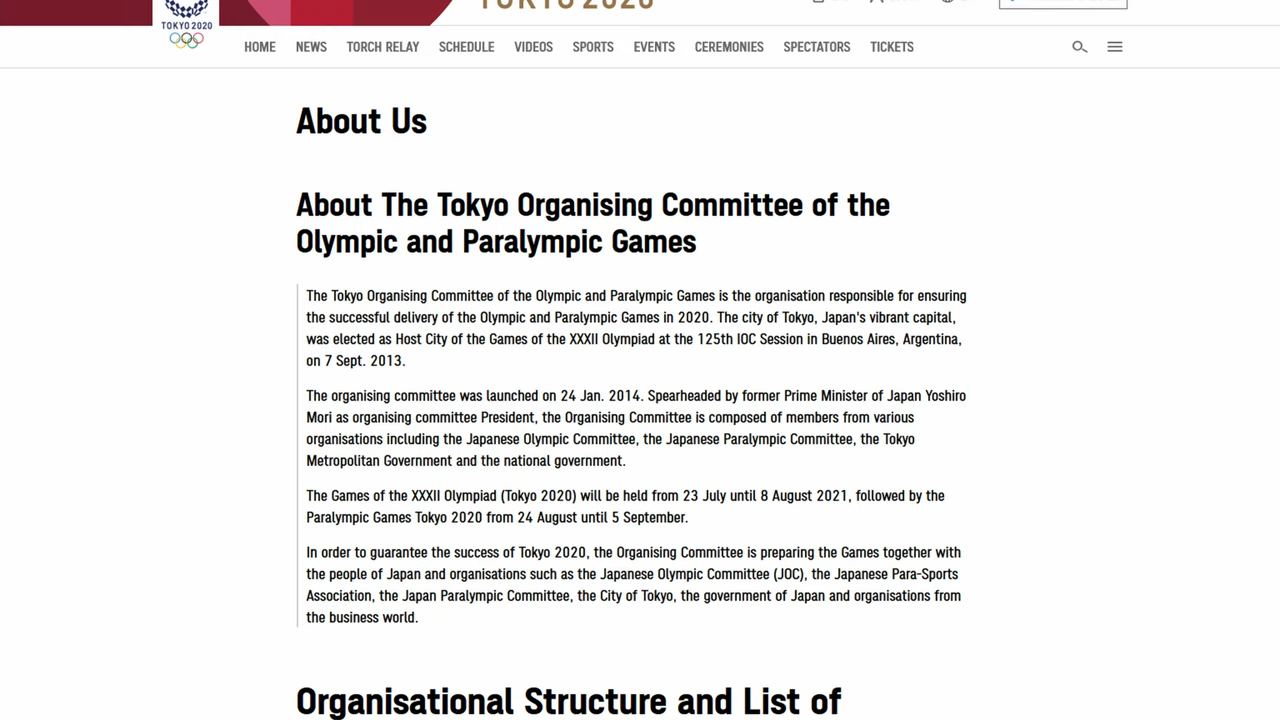 TOKYO 2020
TOKYO 2020
HOME NEWS TORCH RELAY SCHEDULE VIDEOS SPORTS EVENTS CEREMONIES SPECTATORS TICKETS
About Us
About The Tokyo Organising Committee of the
Olympic and Paralympic Games
The Tokyo Organising Committee of the Olympic and Paralympic Games is the organisation responsible for ensuring
the successful delivery of the Olympic and Paralympic Games in 2020. The city of Tokyo, Japan's vibrant capital,
was elected as Host City of the Games of the XXXII Olympiad at the 125th IOC Session in Buenos Aires, Argentina,
on 7 Sept. 2013.
The organising committee was launched on 24 Jan. 2014. Spearheaded by former Prime Minister of Japan Yoshiro
Mori as organising committee President, the Organising Committee is composed of members from various
organisations including the Japanese Olympic Committee, the Japanese Paralympic Committee, the Tokyo
Metropolitan Government and the national government.
The Games of the XXXII Olympiad (Tokyo 2020) will be held from 23 July until 8 August 2021, followed by the
Paralympic Games Tokyo 2020 from 24 August until 5 September.
In order to guarantee the success of Tokyo 2020, the Organising Committee is preparing the Games together with
the people of Japan and organisations such as the Japanese Olympic Committee (JOC), the Japanese Para-Sports
Association, the Japan Paralympic Committee, the City of Tokyo, the government of Japan and organisations from
the business world.
Organisational Structure and List of